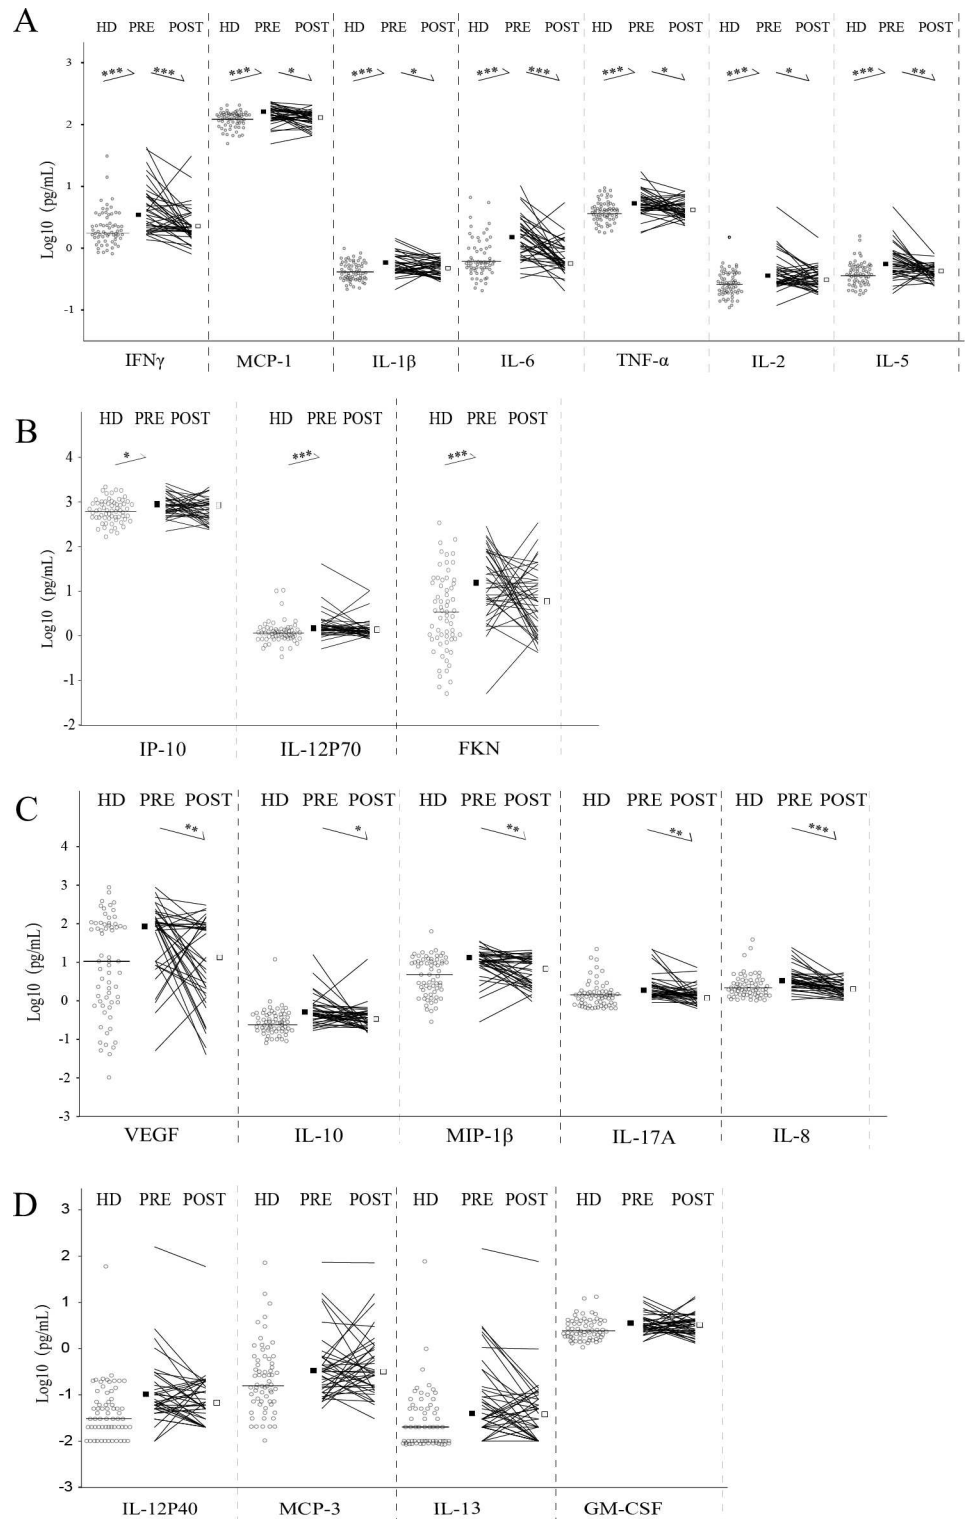 A
HD PRE POST HD PRE POST HD PRE POST HD PRE POST HD PRE POST HD PRE POST HD PRE POST
*** *** *** * *** * *** *** *** * *** * *** **
Log10 (pg/mL)
3
2
1
0
-1
IFNγ MCP-1 IL-1β IL-6 TNF-α IL-2 IL-5
B
HD PRE POST HD PRE POST HD PRE POST
* *** ***
Log10 (pg/mL)
4
3
2
1
0
-1
-2
IP-10 IL-12P70 FKN
C
HD PRE POST HD PRE POST HD PRE POST HD PRE POST HD PRE POST
** * ** ** ***
Log10 (pg/mL)
4
3
2
1
0
-1
-2
-3
VEGF IL-10 MIP-1β IL-17A IL-8
D
HD PRE POST HD PRE POST HD PRE POST HD PRE POST
Log10 (pg/mL)
3
2
1
0
-1
-2
-3
IL-12P40 MCP-3 IL-13 GM-CSF